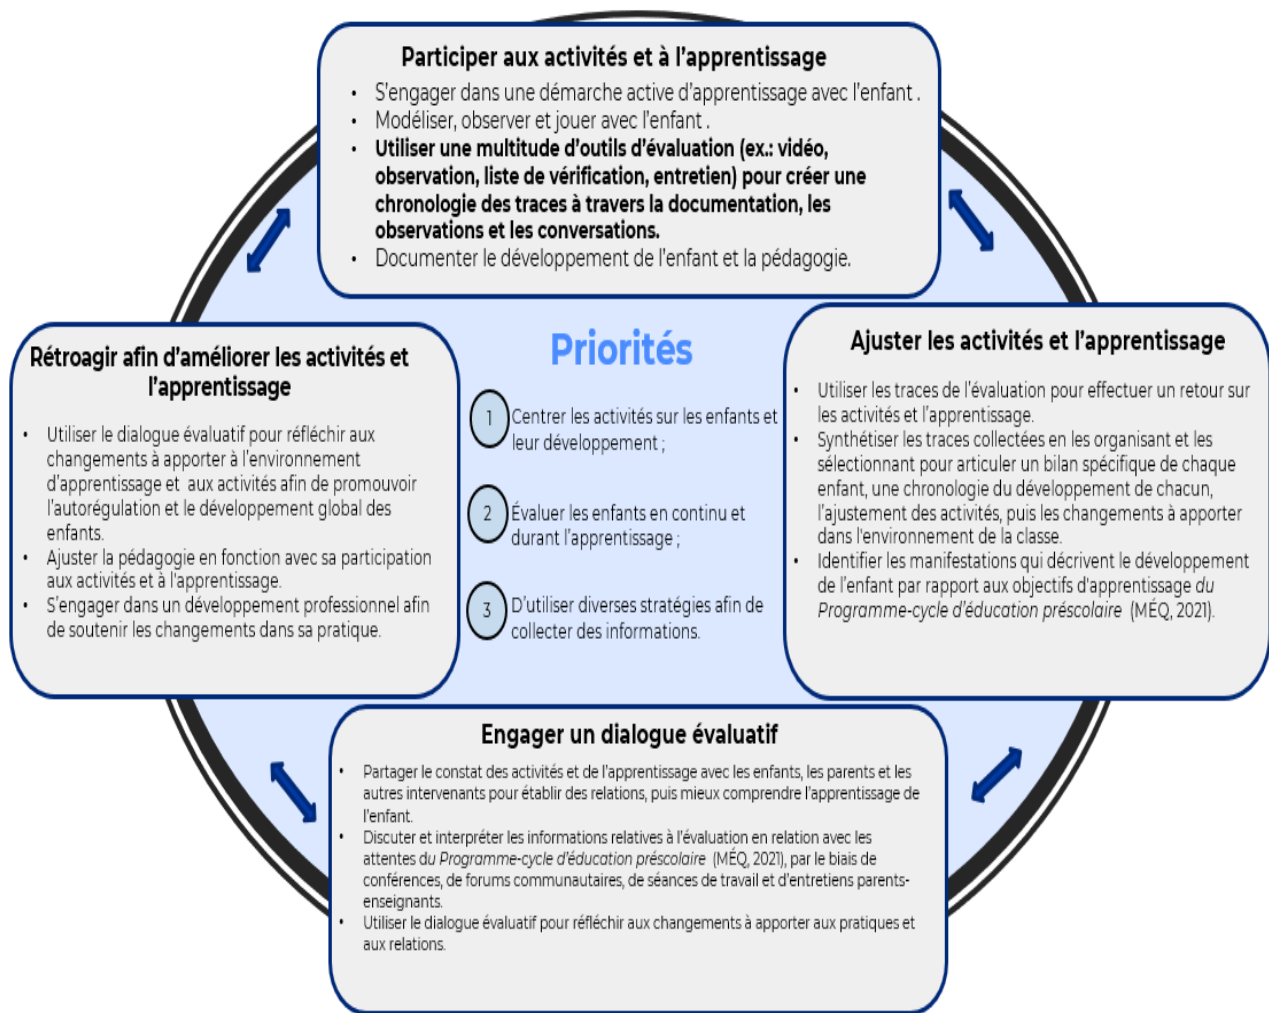 Participer aux activités et à l'apprentissage
• S'engager dans une démarche active d'apprentissage avec l'enfant .
• Modéliser, observer et jouer avec l'enfant .
• Utiliser une multitude d'outils d'évaluation (ex.: vidéo,
observation, liste de vérification, entretien) pour créer une
chronologie des traces à travers la documentation, les
observations et les conversations.
• Documenter le développement de l'enfant et la pédagogie.
Rétroagir afin d'améliorer les activités et
l'apprentissage
• Utiliser le dialogue évaluatif pour réfléchir aux
changements à apporter à l'environnement
d'apprentissage et aux activités afin de promouvoir
l'autorégulation et le développement global des
enfants.
• Ajuster la pédagogie en fonction avec sa participation
aux activités et à l'apprentissage.
• S'engager dans un développement professionnel afin
de soutenir les changements dans sa pratique.
Priorités
1 Centrer les activités sur les enfants et
leur développement ;
2 Évaluer les enfants en continu et
durant l'apprentissage ;
3 D'utiliser diverses stratégies afin de
collecter des informations.
Ajuster les activités et l'apprentissage
• Utiliser les traces de l'évaluation pour effectuer un retour sur
les activités et l'apprentissage.
• Synthétiser les traces collectées en les organisant et les
sélectionnant pour articuler un bilan spécifique de chaque
enfant, une chronologie du développement de chacun,
l'ajustement des activités, puis les changements à apporter
dans l'environnement de la classe.
• Identifier les manifestations qui décrivent le développement
de l'enfant par rapport aux objectifs d'apprentissage du
Programme-cycle d'éducation préscolaire (MÉQ, 2021).
Engager un dialogue évaluatif
• Partager le constat des activités et de l'apprentissage avec les enfants, les parents et les
autres intervenants pour établir des relations, puis mieux comprendre l'apprentissage de
l'enfant.
• Discuter et interpréter les informations relatives à l'évaluation en relation avec les
attentes du Programme-cycle d'éducation préscolaire (MÉQ, 2021), par le biais de
conférences, de forums communautaires, de séances de travail et d'entretiens parents-
enseignants.
• Utiliser le dialogue évaluatif pour réfléchir aux changements à apporter aux pratiques et
aux relations.